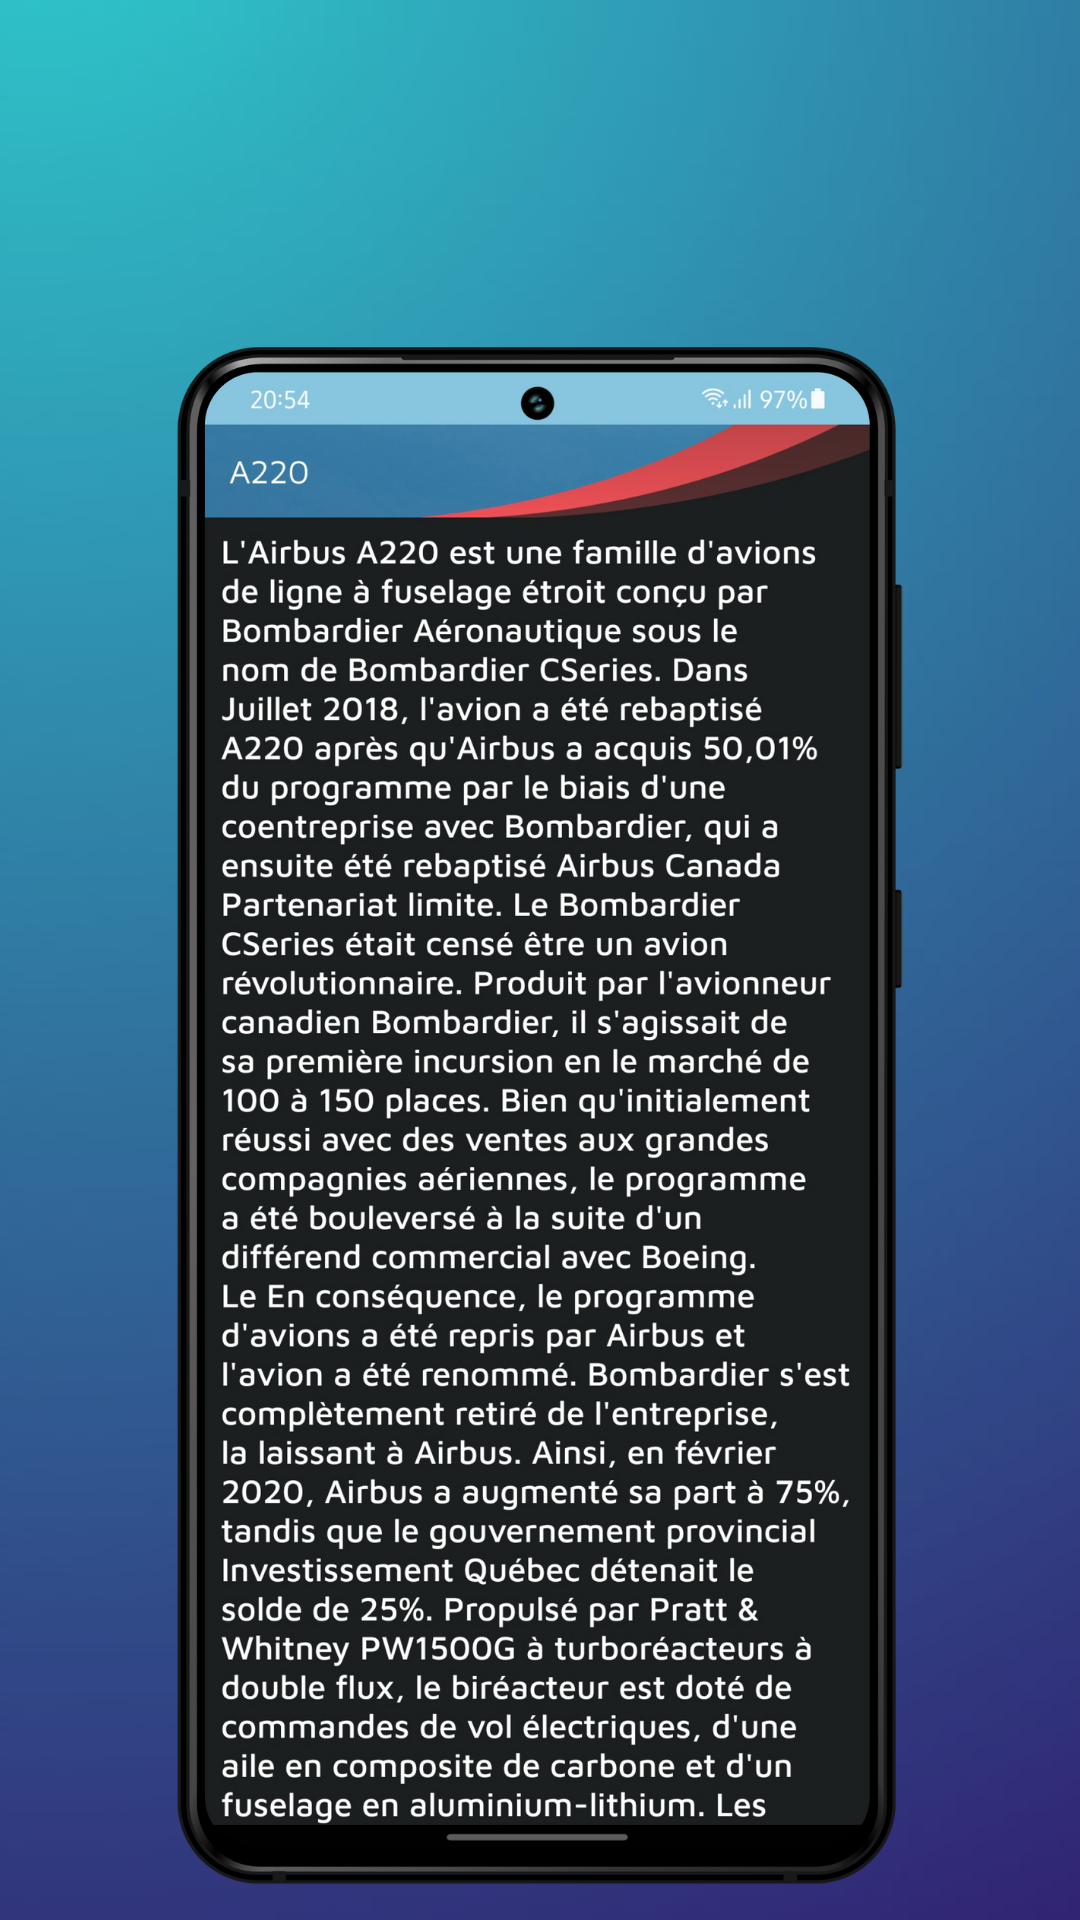 20:54
97%
A220
L'Airbus A220 est une famille d'avions
de ligne à fuselage étroit conçu par
Bombardier Aéronautique sous le
nom de Bombardier CSeries. Dans
Juillet 2018, l'avion a été rebaptisé
A220 après qu'Airbus a acquis 50,01%
du programme par le biais d'une
coentreprise avec Bombardier, qui a
ensuite été rebaptisé Airbus Canada
Partenariat limite. Le Bombardier
CSeries était censé être un avion
révolutionnaire. Produit par l'avionneur
canadien Bombardier, il s'agissait de
sa première incursion en le marché de
100 à 150 places. Bien qu'initialement
réussi avec des ventes aux grandes
compagnies aériennes, le programme
a été bouleversé à la suite d'un
différend commercial avec Boeing.
Le En conséquence, le programme
d'avions a été repris par Airbus et
l'avion a été renommé. Bombardier s'est
complètement retiré de l'entreprise,
la laissant à Airbus. Ainsi, en février
2020, Airbus a augmenté sa part à 75%,
tandis que le gouvernement provincial
Investissement Québec détenait le
solde de 25%. Propulsé par Pratt &
Whitney PW1500G à turboréacteurs à
double flux, le biréacteur est doté de
commandes de vol électriques, d'une
aile en composite de carbone et d'un
fuselage en aluminium-lithium. Les